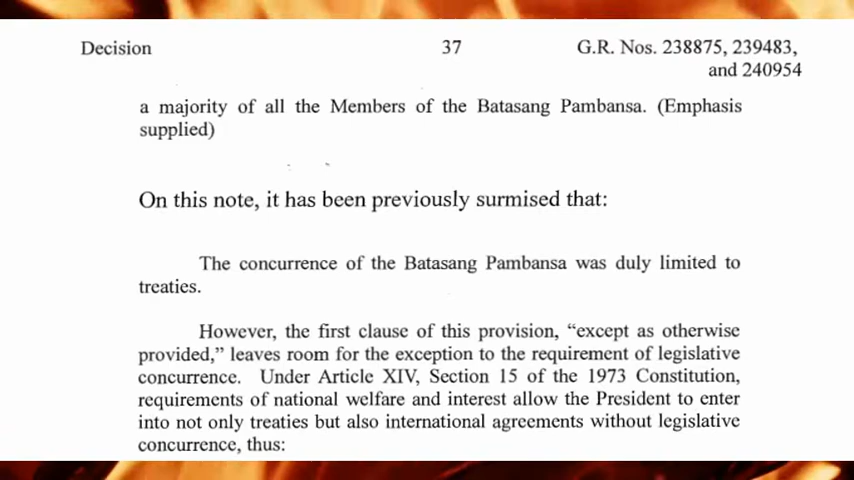 Decision 37 G.R. Nos. 238875, 239483,
and 240954
a majority of all the Members of the Batasang Pambansa. (Emphasis
supplied)
On this note, it has been previously surmised that:
The concurrence of the Batasang Pambansa was duly limited to
treaties.
However, the first clause of this provision, “except as otherwise
provided,” leaves room for the exception to the requirement of legislative
concurrence. Under Article XIV, Section 15 of the 1973 Constitution,
requirements of national welfare and interest allow the President to enter
into not only treaties but also international agreements without legislative
concurrence, thus: